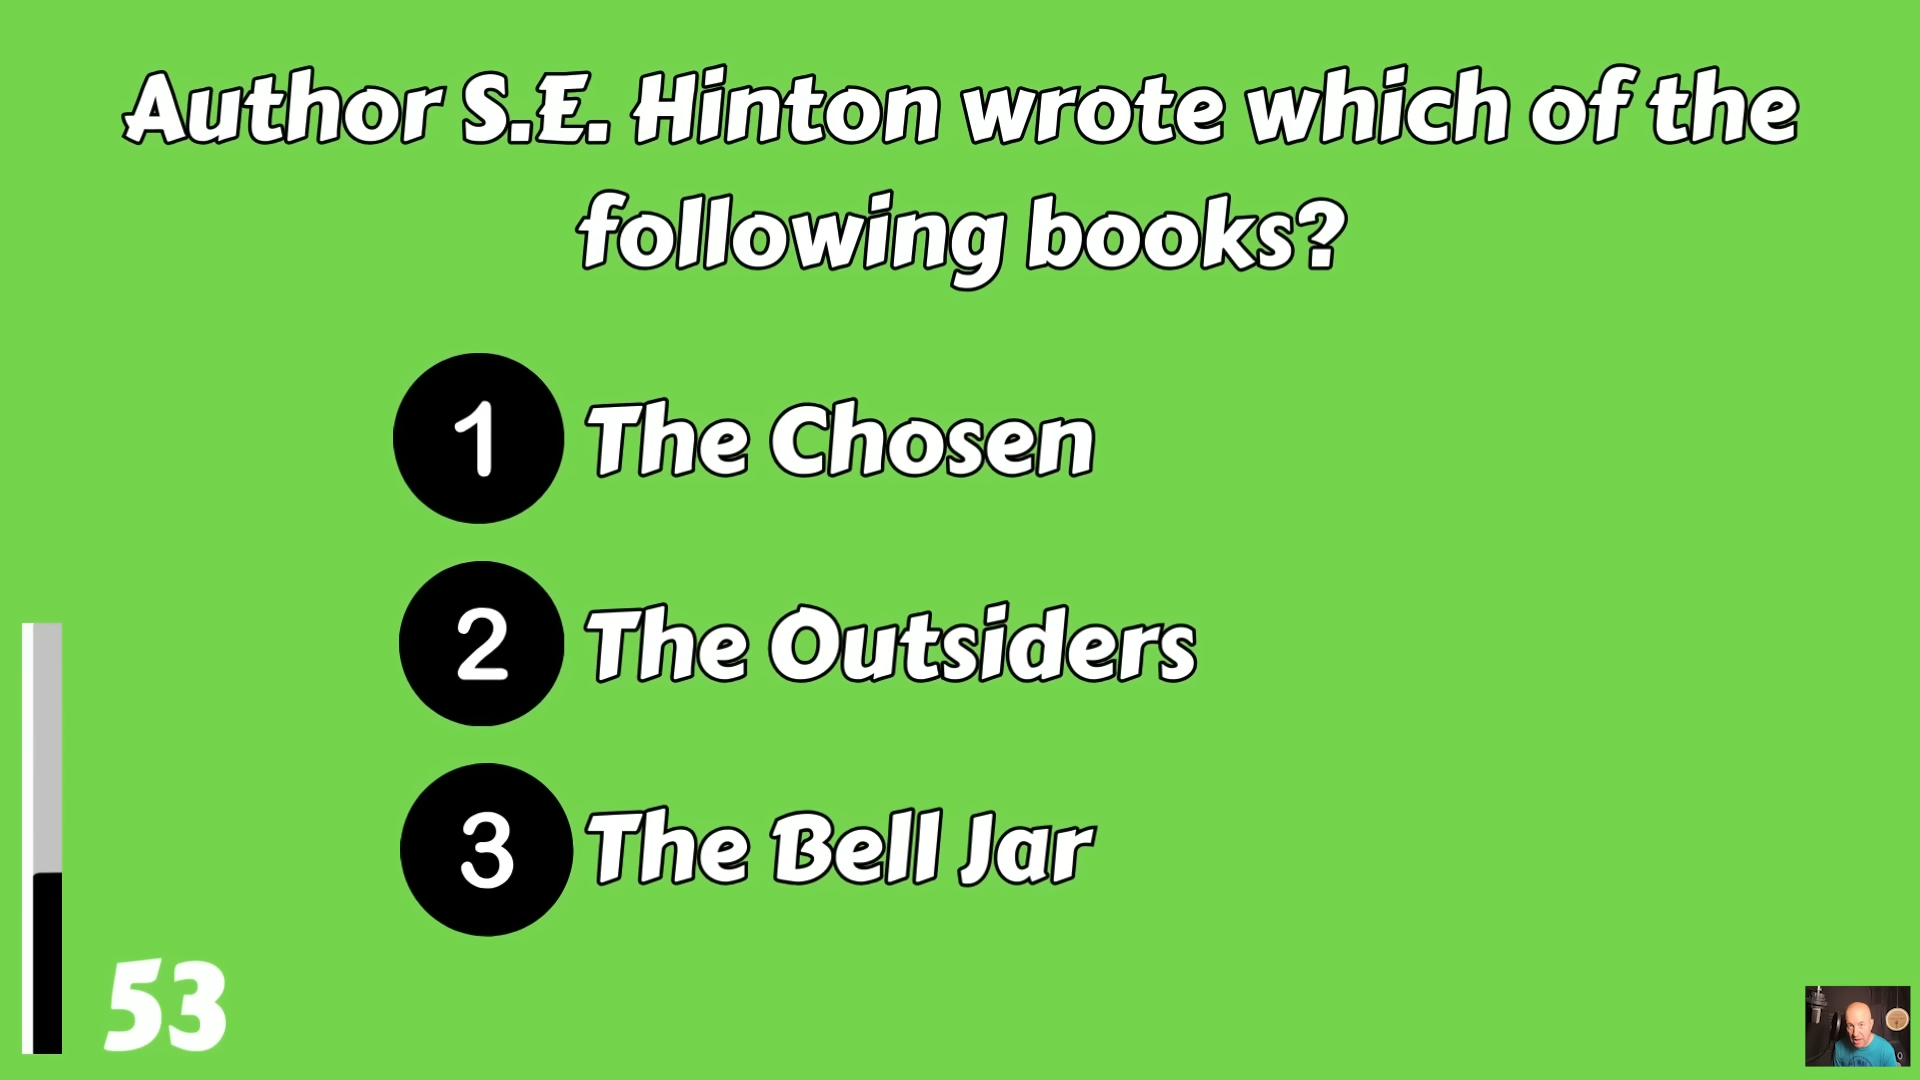 Author S.E. Hinton wrote which of the
following books?
1 The Chosen
2 The Outsiders
3 The Bell Jar
53